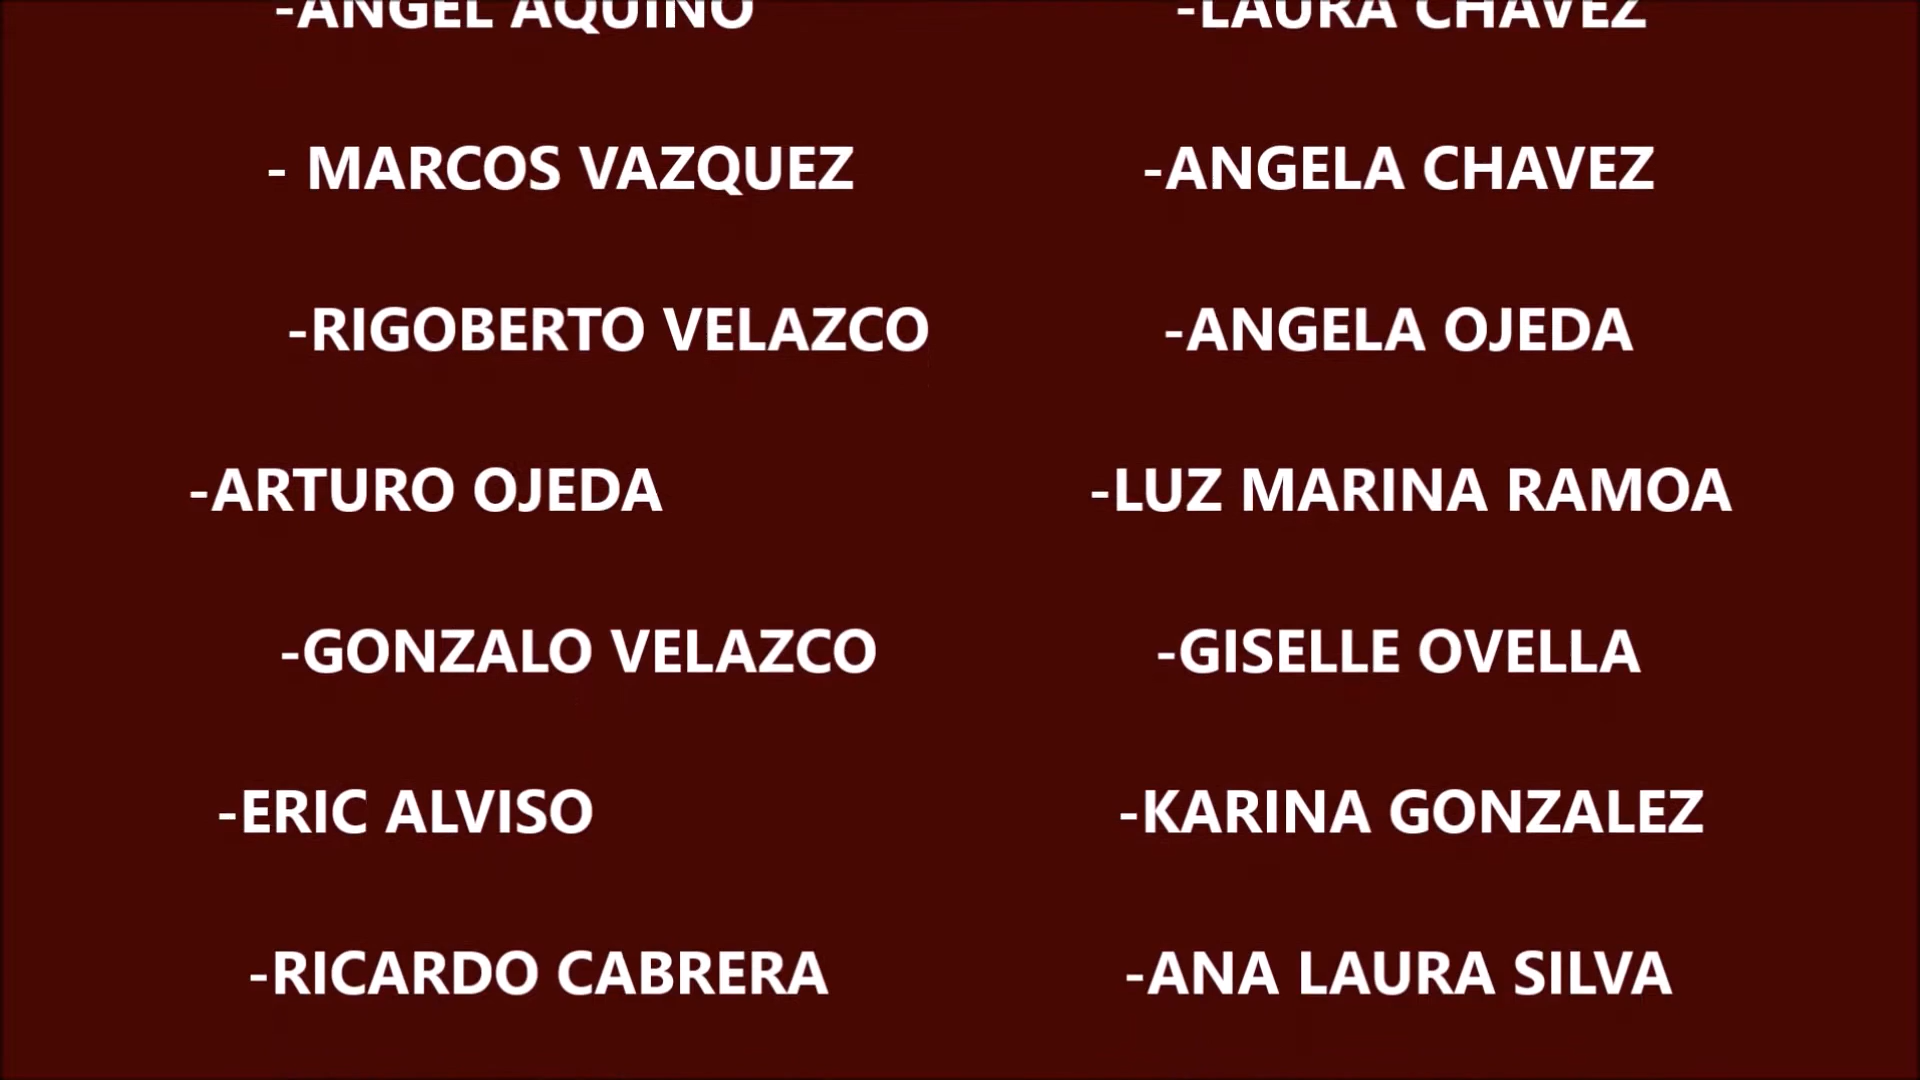 -ANGEL AQUINO
-LAURA CHAVEZ
- MARCOS VAZQUEZ
-ANGELA CHAVEZ
-RIGOBERTO VELAZCO
-ANGELA OJEDA
-ARTURO OJEDA
-LUZ MARINA RAMOA
-GONZALO VELAZCO
-GISELLE OVELLA
-ERIC ALVISO
-KARINA GONZALEZ
-RICARDO CABRERA
-ANA LAURA SILVA